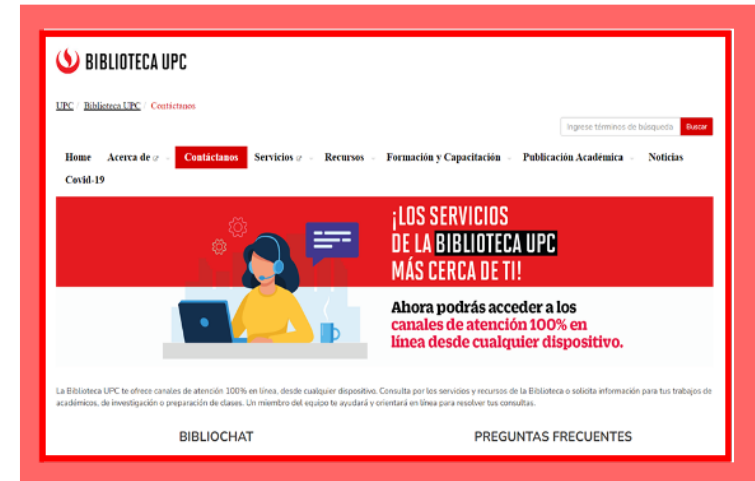 BIBLIOTECA UPC
UPC / Biblioteca UPC / Contáctanos
Ingrese términos de búsqueda Buscar
Home Acerca de Contáctanos Servicios Recursos Formación y Capacitación Publicación Académica Noticias
Covid-19
¡LOS SERVICIOS
DE LA BIBLIOTECA UPC
MÁS CERCA DE TI!
Ahora podrás acceder a los
canales de atención 100% en
línea desde cualquier dispositivo.
La Biblioteca UPC te ofrece canales de atención 100% en línea, desde cualquier dispositivo. Consulta por los servicios y recursos de la Biblioteca o solicita información para tus trabajos de
académicos, de investigación o preparación de clases. Un miembro del equipo te ayudará y orientará en línea para resolver tus consultas.
BIBLIOCHAT PREGUNTAS FRECUENTES